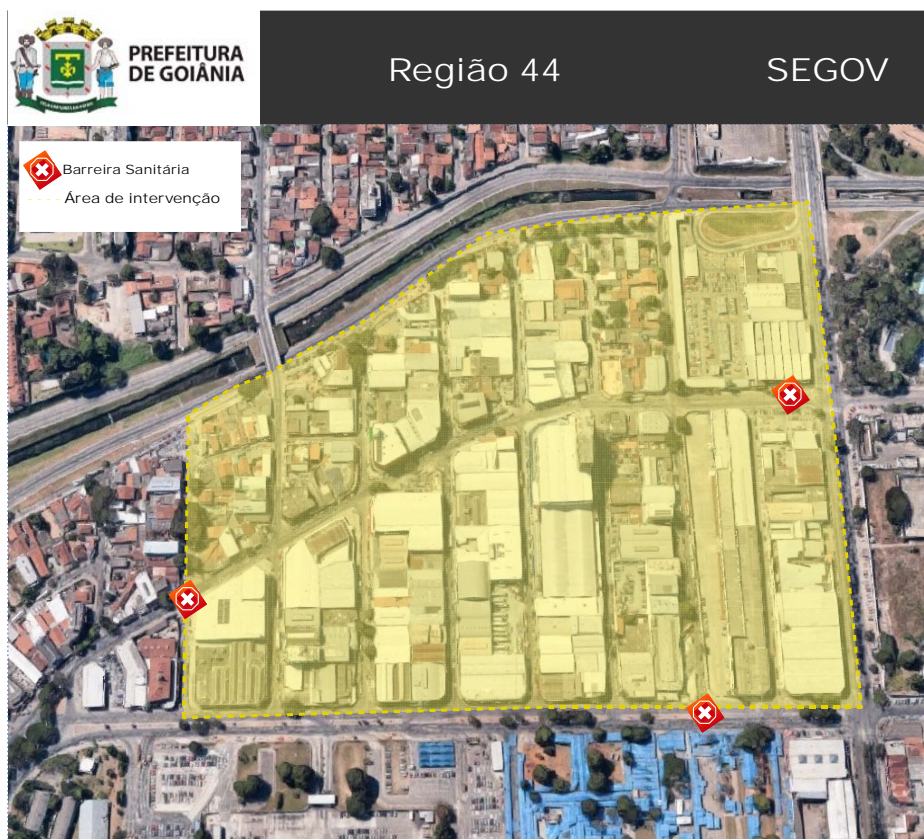 PREFEITURA
DE GOIÂNIA
Região 44
SEGOV
Barreira Sanitária
Área de intervenção